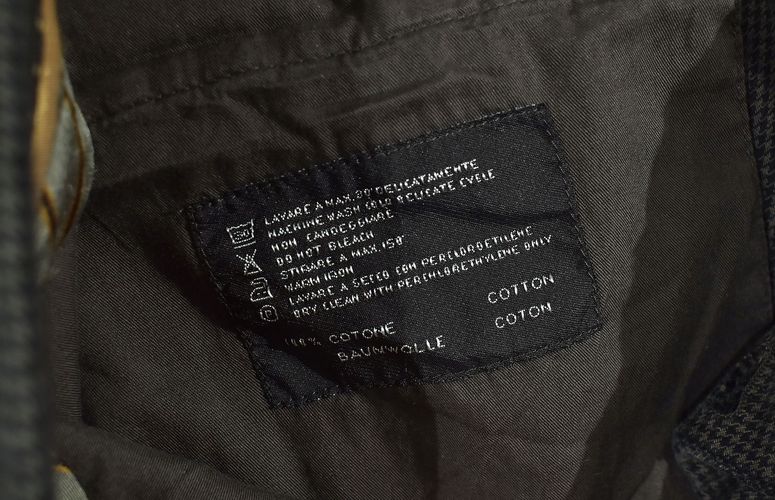 30
LAVARE A MAX. 30° DELICATAMENTE
MACHINE WASH COLD DELICATE CYCLE
NON CANDEGGIARE
DO NOT BLEACH
STIRARE A MAX. 150°
WARM IRON
LAVARE A SECCO CON PERCLOROETILENE
DRY CLEAN WITH PERCHLORETHYLENE ONLY
P
100% COTONE COTTON
BAUMWOLLE COTON